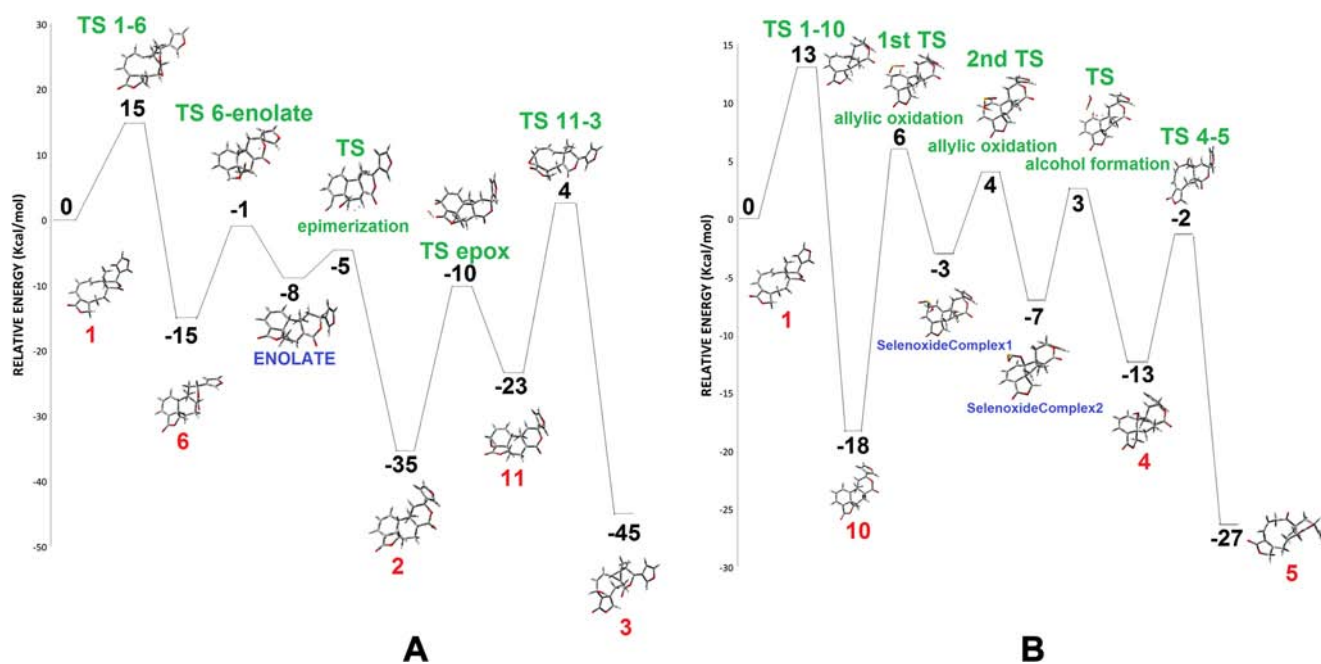 30
20
10
0
-10
-20
-30
-40
-50
RELATIVE ENERGY (Kcal/mol)
TS 1-6
15
0
1
-15
6
TS 6-enolate
-1
-8
ENOLATE
TS
epimerization
-5
-35
2
TS epox
-10
-23
11
TS 11-3
4
-45
3
A
15
10
5
0
-5
-10
-15
-20
-25
-30
RELATIVE ENERGY (Kcal/mol)
TS 1-10
13
0
1
-18
10
1st TS
allylic oxidation
6
-3
SelenoxideComplex1
2nd TS
allylic oxidation
4
-7
SelenoxideComplex2
TS
alcohol formation
3
-13
4
TS 4-5
-2
-27
5
B